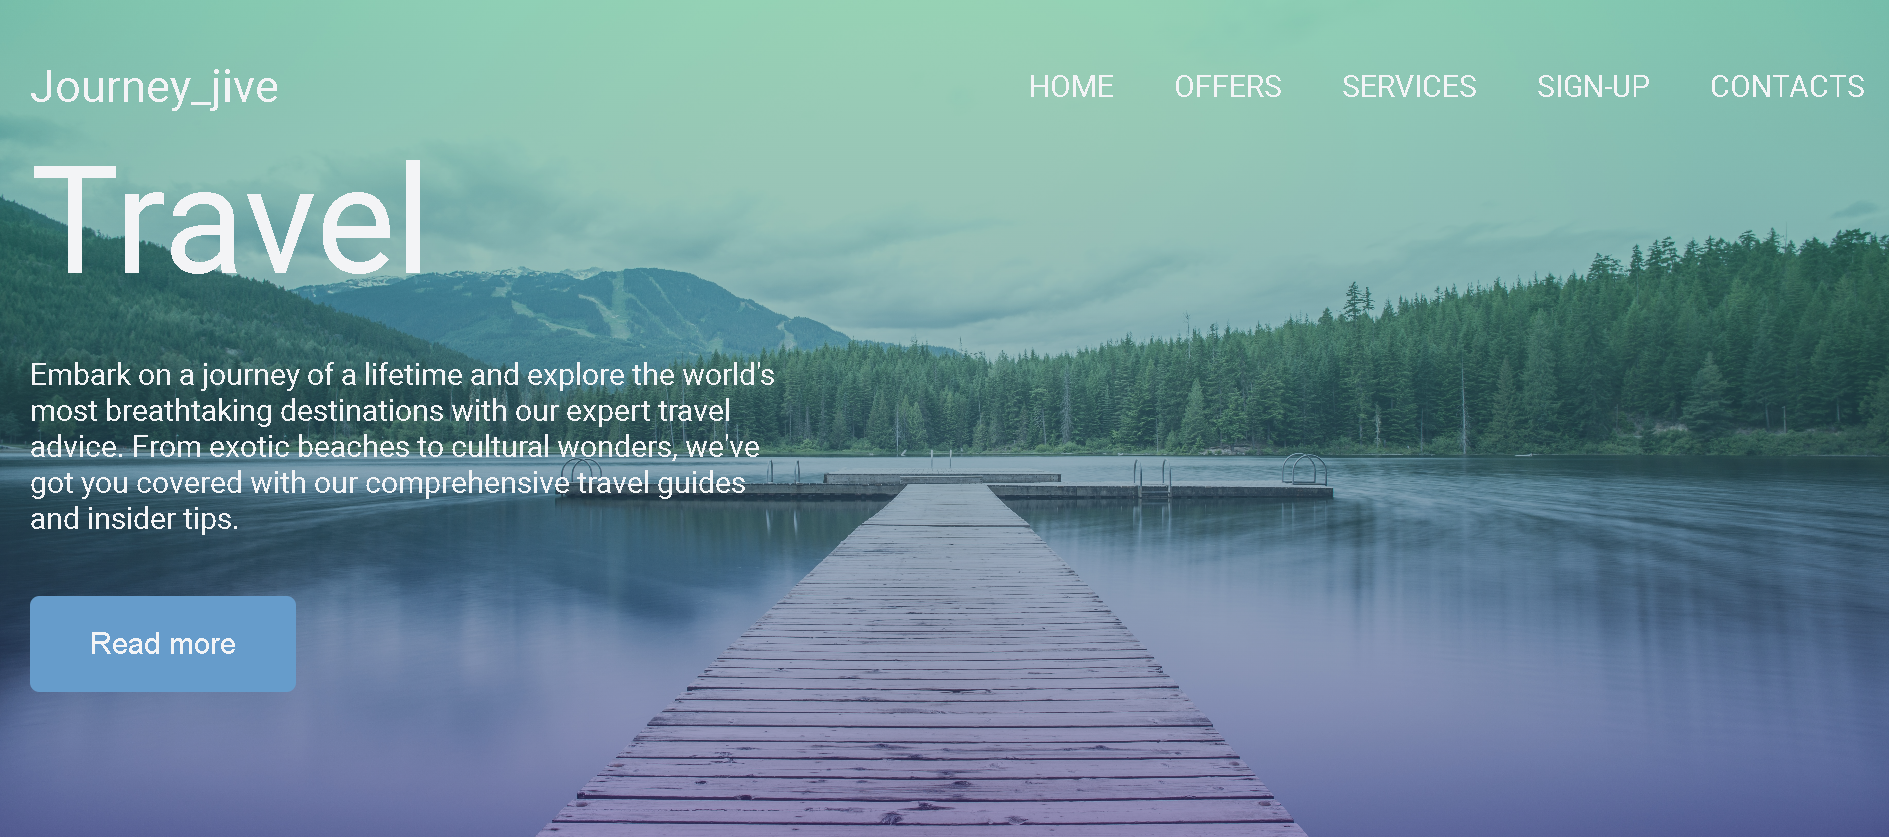 Journey_jive
HOME OFFERS SERVICES SIGN-UP CONTACTS
Travel
Embark on a journey of a lifetime and explore the world's
most breathtaking destinations with our expert travel
advice. From exotic beaches to cultural wonders, we've
got you covered with our comprehensive travel guides
and insider tips.
Read more